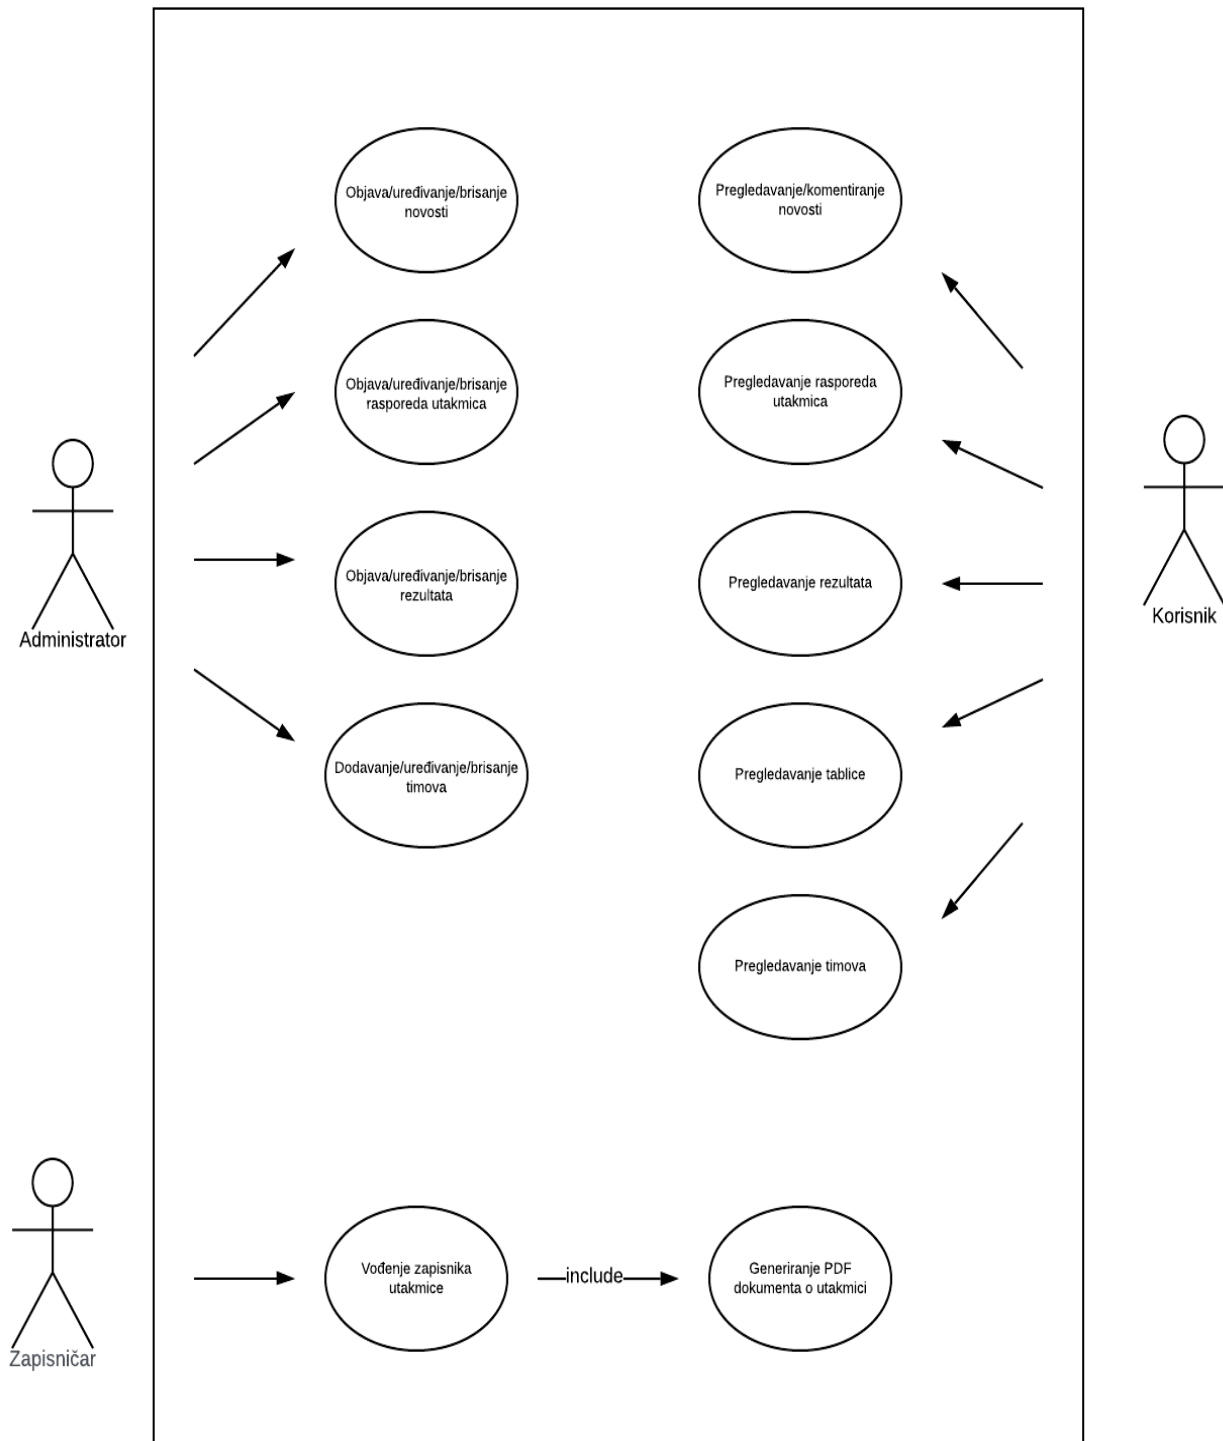 Objava/uređivanje/brisanje
novosti
Pregledavanje/komentiranje
novosti
Objava/uređivanje/brisanje
rasporeda utakmica
Pregledavanje rasporeda
utakmica
Objava/uređivanje/brisanje
rezultata
Pregledavanje rezultata
Administrator
Korisnik
Dodavanje/uređivanje/brisanje
timova
Pregledavanje tablice
Pregledavanje timova
Vođenje zapisnika
utakmice
include
Generiranje PDF
dokumenta o utakmici
Zapisničar